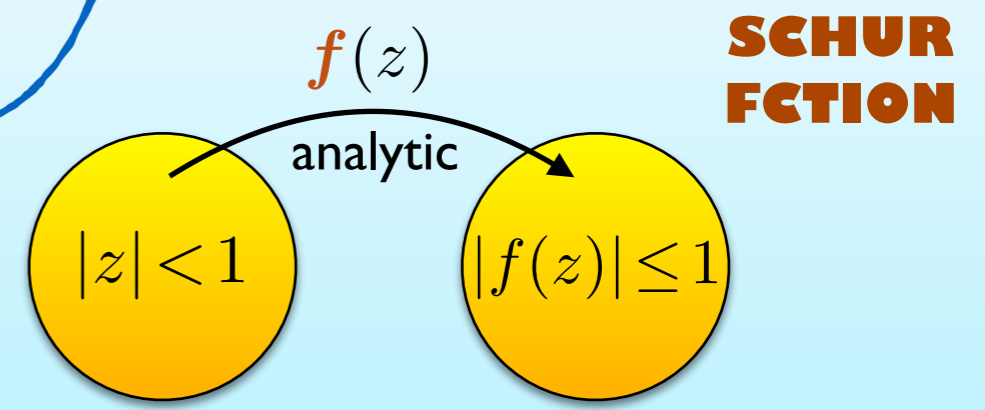 SCHUR
FCTION
f(z)
analytic
|z| < 1
|f(z)| ≤ 1